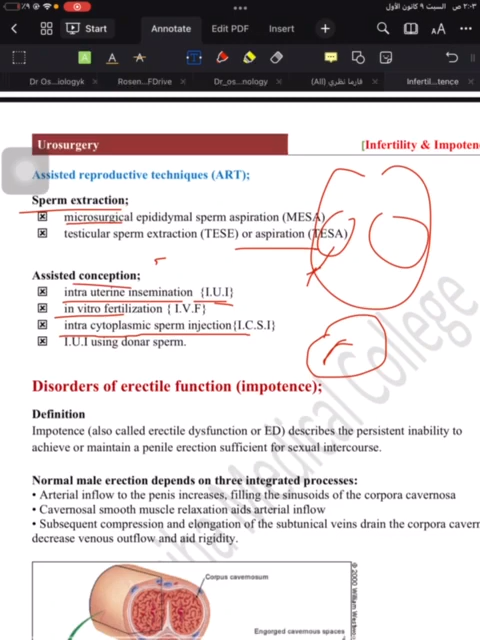 ٢:٠٣ ص السبت ٩ كانون الأول
٪٩
Start
Annotate
Edit PDF
Insert
Dr Os...iologyk
Rosen...FDrive
Dr_os...nology
فارما نظري (All)
Infertil...tence
Urosurgery
[Infertility & Impoten
Assisted reproductive techniques (ART);
Sperm extraction;
microsurgical epididymal sperm aspiration (MESA)
testicular sperm extraction (TESE) or aspiration (TESA)
Assisted conception;
intra uterine insemination {I.U.I}
in vitro fertilization { I.V.F}
intra cytoplasmic sperm injection{I.C.S.I}
I.U.I using donar sperm.
Disorders of erectile function (impotence);
Definition
Impotence (also called erectile dysfunction or ED) describes the persistent inability to
achieve or maintain a penile erection sufficient for sexual intercourse.
Normal male erection depends on three integrated processes:
• Arterial inflow to the penis increases, filling the sinusoids of the corpora cavernosa
• Cavernosal smooth muscle relaxation aids arterial inflow
• Subsequent compression and elongation of the subtunical veins drain the corpora caver
decrease venous outflow and aid rigidity.
Corpus cavernosum
Engorged cavernous spaces
Medical College